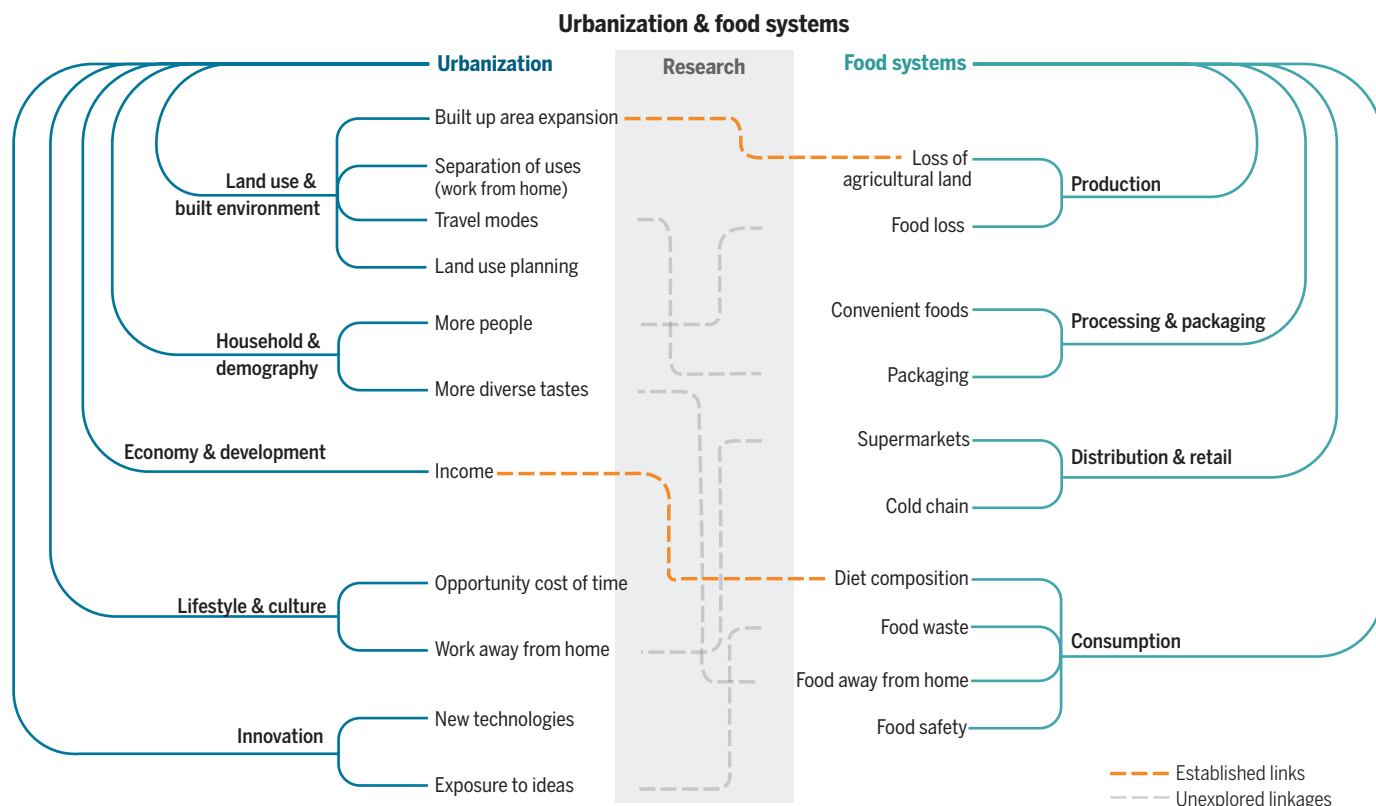 Urbanization & food systems
Urbanization
Research
Food systems
Built up area expansion
Separation of uses
(work from home)
Travel modes
Land use planning
Land use &
built environment
More people
More diverse tastes
Household &
demography
Economy & development
Income
Opportunity cost of time
Lifestyle & culture
Work away from home
New technologies
Innovation
Exposure to ideas
Loss of
agricultural land
Food loss
Production
Convenient foods
Packaging
Processing & packaging
Supermarkets
Cold chain
Distribution & retail
Diet composition
Food waste
Food away from home
Food safety
Consumption
Established links
Unexplored linkages